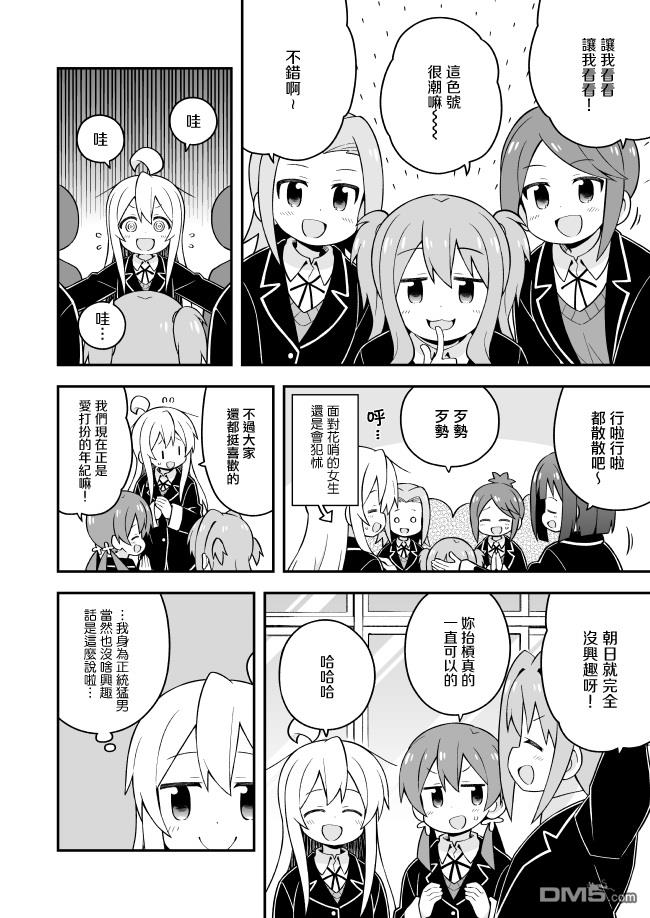 讓我看看
讓我看看！
這色號
很潮嘛~~~
不錯啊~
哇
哇
哇…
行啦行啦
都散散吧~
歹勢
歹勢
呼…
面對花哨的女生
還是會犯怵
不過大家
還都挺喜歡的
我們現在正是
愛打扮的年紀嘛！
朝日就完全
沒興趣呀！
妳抬槓真的
一直可以的
哈哈哈
…我身為正統猛男
當然也沒啥興趣
話是這麼說啦…
DM5.com